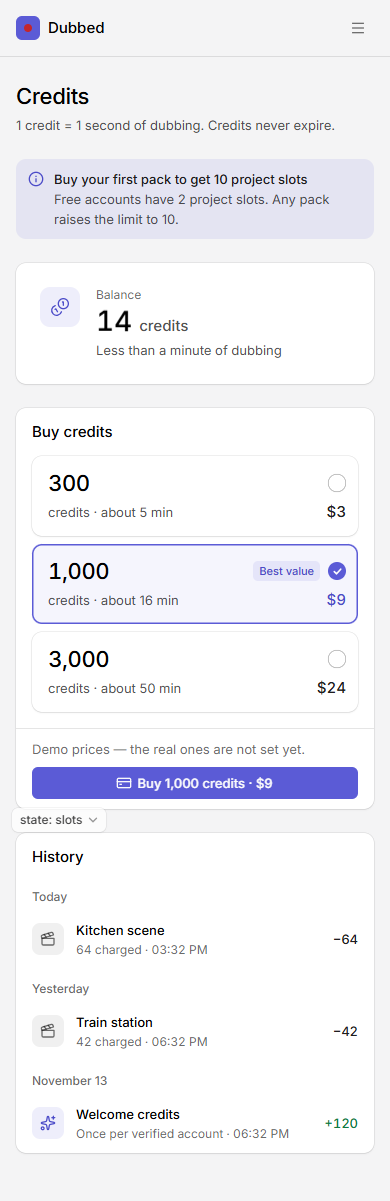 Dubbed
Credits
1 credit = 1 second of dubbing. Credits never expire.
Buy your first pack to get 10 project slots
Free accounts have 2 project slots. Any pack
raises the limit to 10.
Balance
14 credits
Less than a minute of dubbing
Buy credits
300
credits · about 5 min
$3
1,000
Best value
credits · about 16 min
$9
3,000
credits · about 50 min
$24
Demo prices — the real ones are not set yet.
Buy 1,000 credits · $9
state: slots
History
Today
Kitchen scene
64 charged · 03:32 PM
−64
Yesterday
Train station
42 charged · 06:32 PM
−42
November 13
Welcome credits
Once per verified account · 06:32 PM
+120